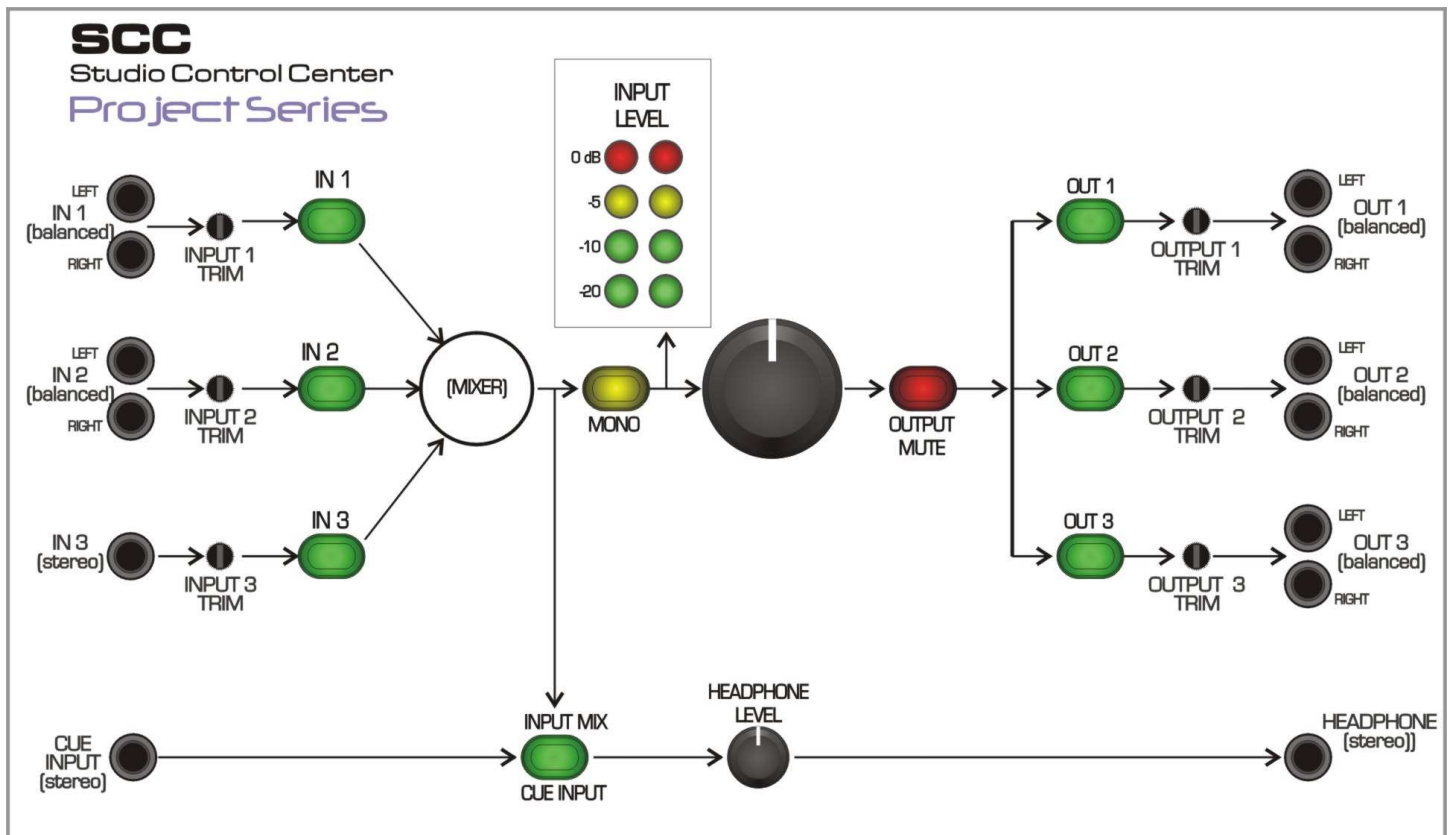 SCC
Studio Control Center
Project Series
INPUT
LEVEL
0 dB
-5
-10
-20
LEFT
IN 1
(balanced)
RIGHT
INPUT 1
TRIM
IN 1
OUT 1
OUTPUT 1
TRIM
LEFT
OUT 1
(balanced)
RIGHT
LEFT
IN 2
(balanced)
RIGHT
INPUT 2
TRIM
IN 2
(MIXER)
MONO
OUTPUT
MUTE
OUT 2
OUTPUT 2
TRIM
LEFT
OUT 2
(balanced)
RIGHT
IN 3
(stereo)
INPUT 3
TRIM
IN 3
OUT 3
OUTPUT 3
TRIM
LEFT
OUT 3
(balanced)
RIGHT
CUE
INPUT
(stereo)
INPUT MIX
CUE INPUT
HEADPHONE
LEVEL
HEADPHONE
(stereo))